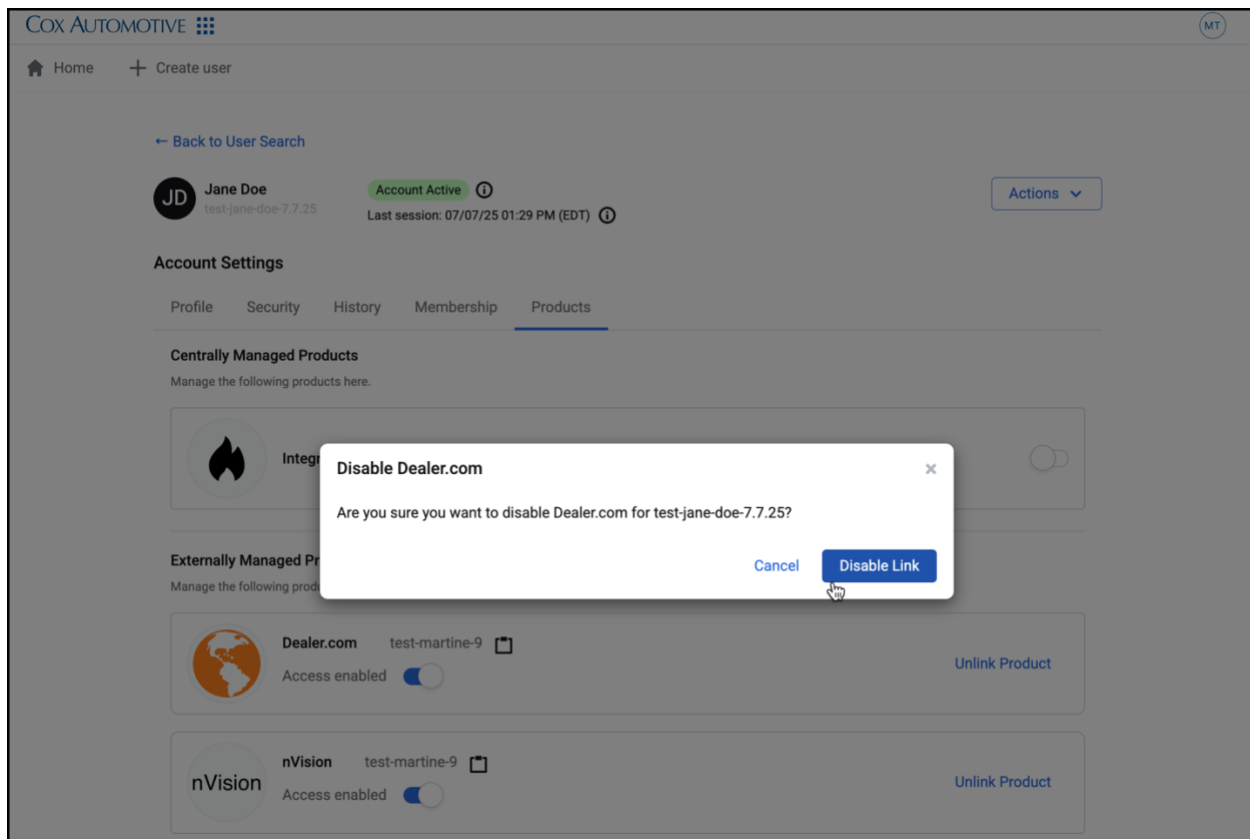 COX AUTOMOTIVE
MT
Home
Create user
← Back to User Search
JD
Jane Doe
test-jane-doe-7.7.25
Account Active
Last session: 07/07/25 01:29 PM (EDT)
Actions
Account Settings
Profile Security History Membership Products
Centrally Managed Products
Manage the following products here.
Disable Dealer.com
Are you sure you want to disable Dealer.com for test-jane-doe-7.7.25?
Cancel
Disable Link
Externally Managed
Manage the following
Dealer.com test-martine-9
Access enabled
Unlink Product
nVision
nVision test-martine-9
Access enabled
Unlink Product